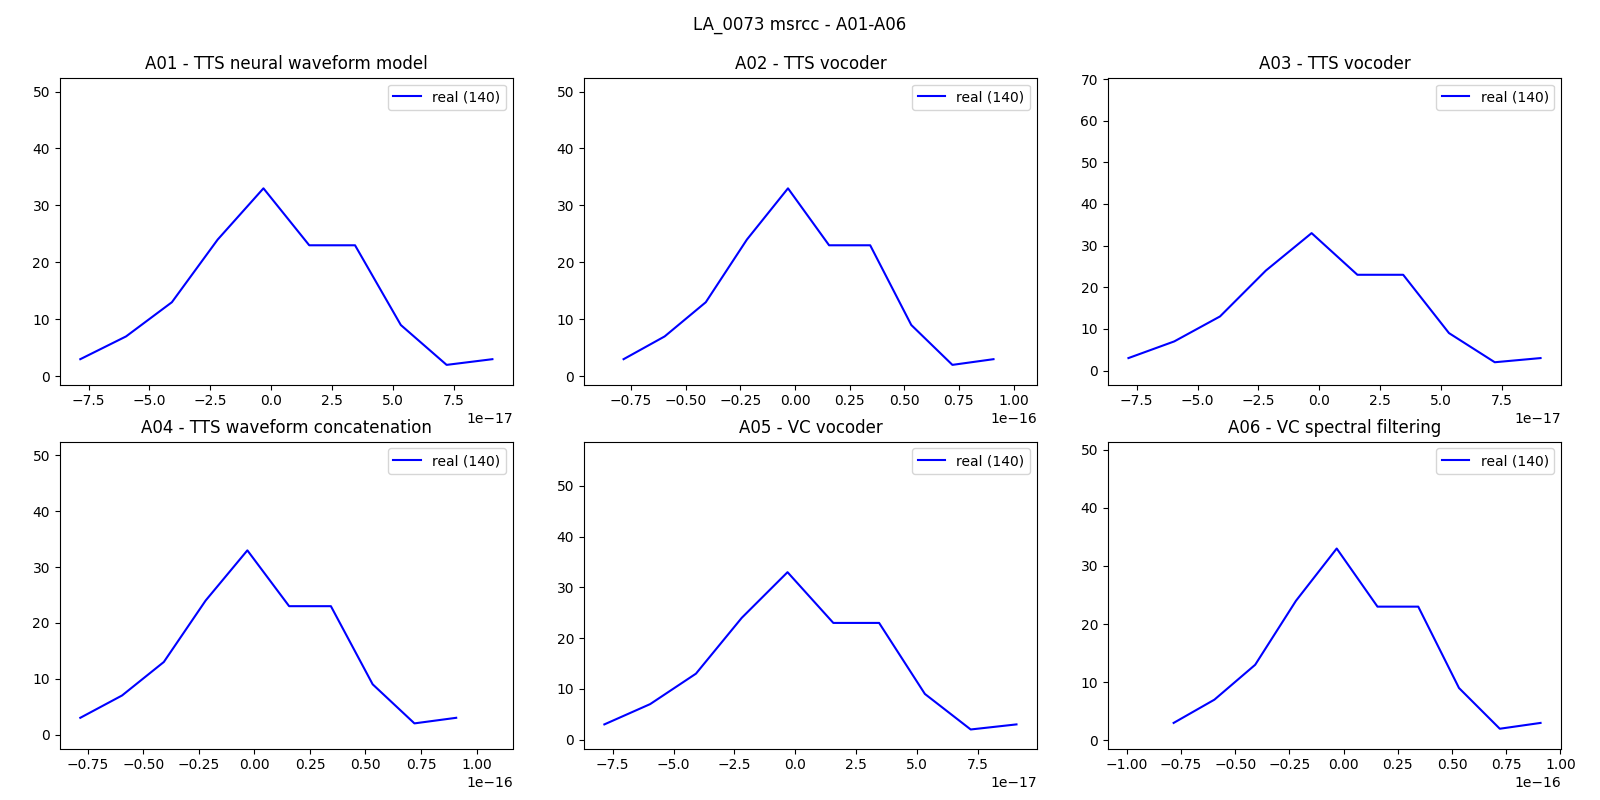 LA_0073 msrcc - A01-A06
A01 - TTS neural waveform model
real (140)
50
40
30
20
10
0
−7.5 −5.0 −2.5 0.0 2.5 5.0 7.5
1e−17
A02 - TTS vocoder
real (140)
50
40
30
20
10
0
−0.75 −0.50 −0.25 0.00 0.25 0.50 0.75 1.00
1e−16
A03 - TTS vocoder
real (140)
70
60
50
40
30
20
10
0
−7.5 −5.0 −2.5 0.0 2.5 5.0 7.5
1e−17
A04 - TTS waveform concatenation
real (140)
50
40
30
20
10
0
−0.75 −0.50 −0.25 0.00 0.25 0.50 0.75 1.00
1e−16
A05 - VC vocoder
real (140)
50
40
30
20
10
0
−7.5 −5.0 −2.5 0.0 2.5 5.0 7.5
1e−17
A06 - VC spectral filtering
real (140)
50
40
30
20
10
0
−1.00 −0.75 −0.50 −0.25 0.00 0.25 0.50 0.75 1.00
1e−16